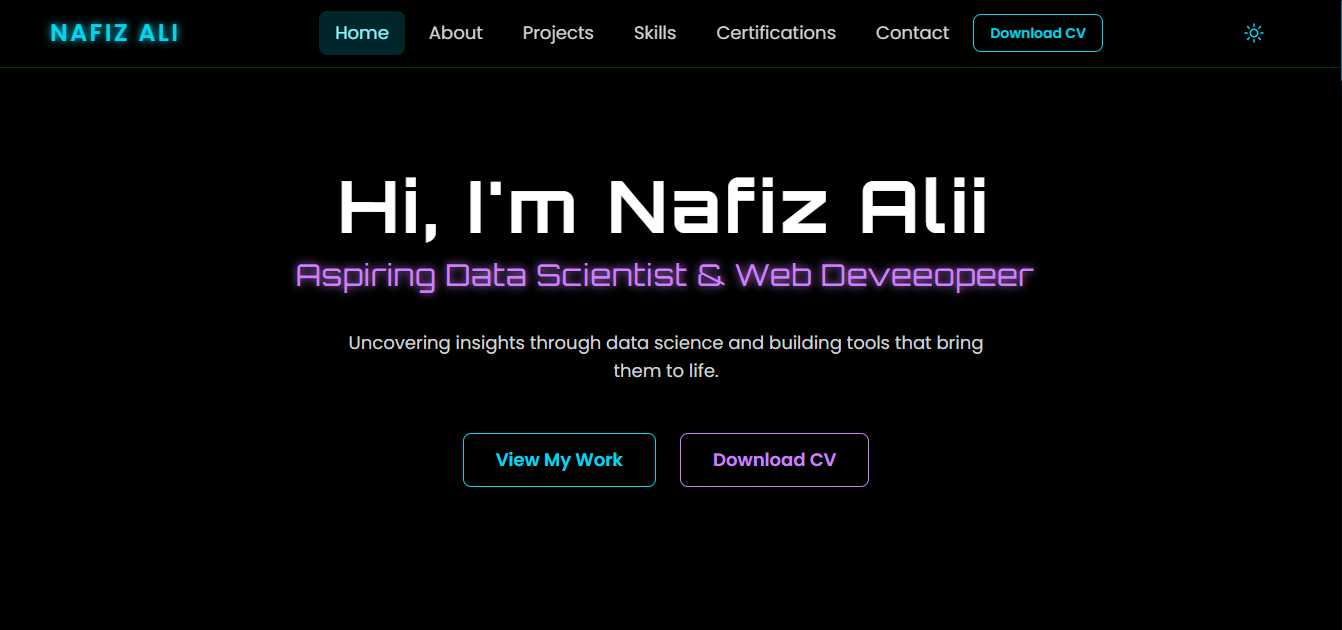 NAFIZ ALI
Home About Projects Skills Certifications Contact Download CV
Hi, I'm Nafiz Alii
Aspiring Data Scientist & Web Deveeopeer
Uncovering insights through data science and building tools that bring
them to life.
View My Work Download CV